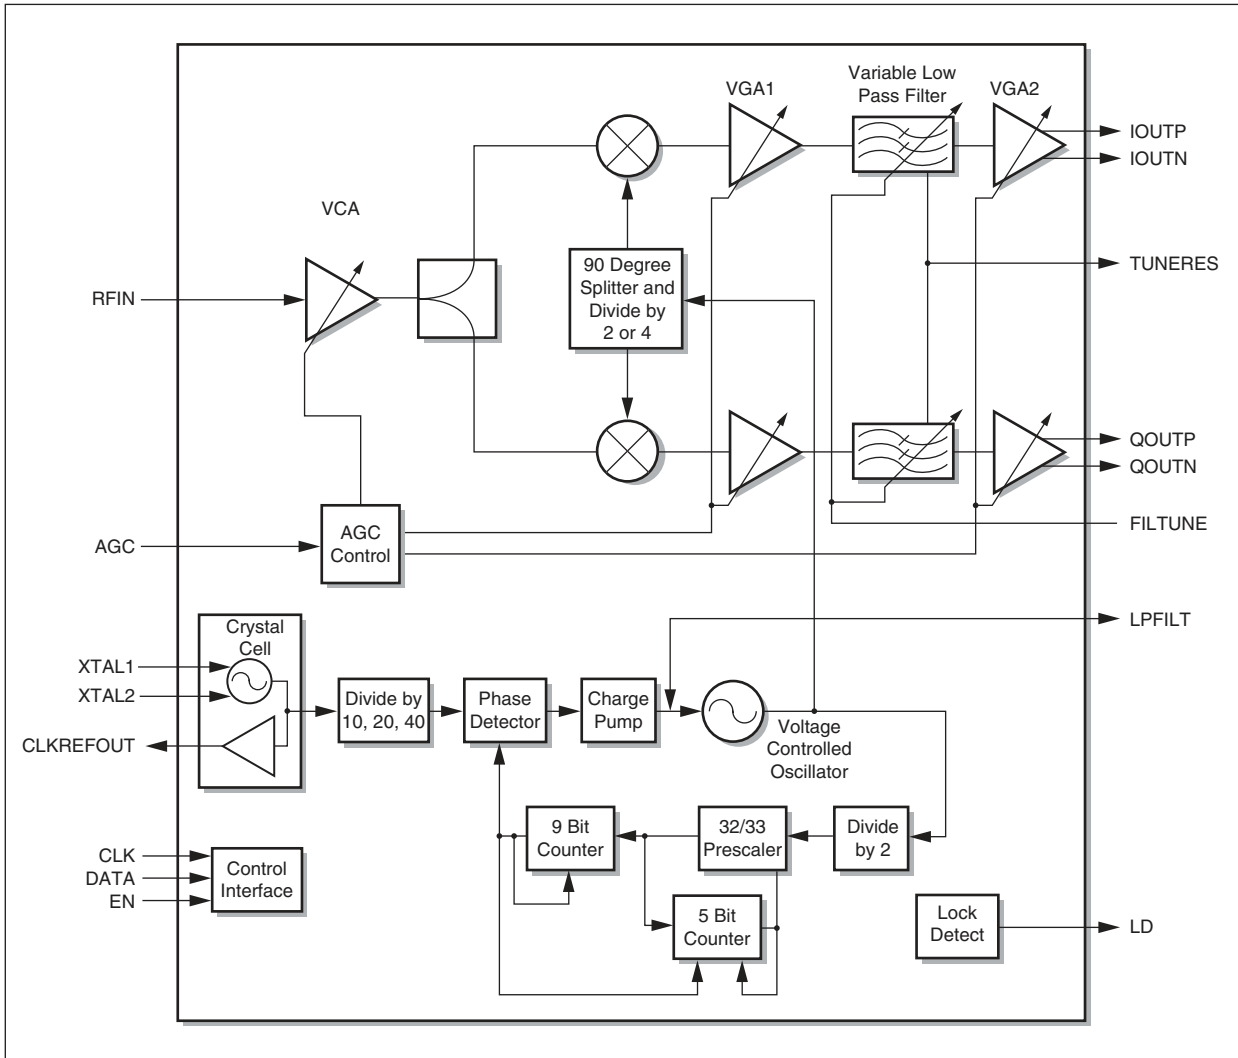 VGA1
Variable Low
Pass Filter
VGA2
IOUTP
IOUTN
VCA
90 Degree
Splitter and
Divide by
2 or 4
TUNERES
RFIN
QOUTP
QOUTN
FILTUNE
AGC
AGC
Control
LPFILT
Crystal
Cell
XTAL1
XTAL2
CLKREFOUT
Divide by
10, 20, 40
Phase
Detector
Charge
Pump
Voltage
Controlled
Oscillator
9 Bit
Counter
32/33
Prescaler
Divide
by 2
CLK
DATA
EN
Control
Interface
5 Bit
Counter
Lock
Detect
LD